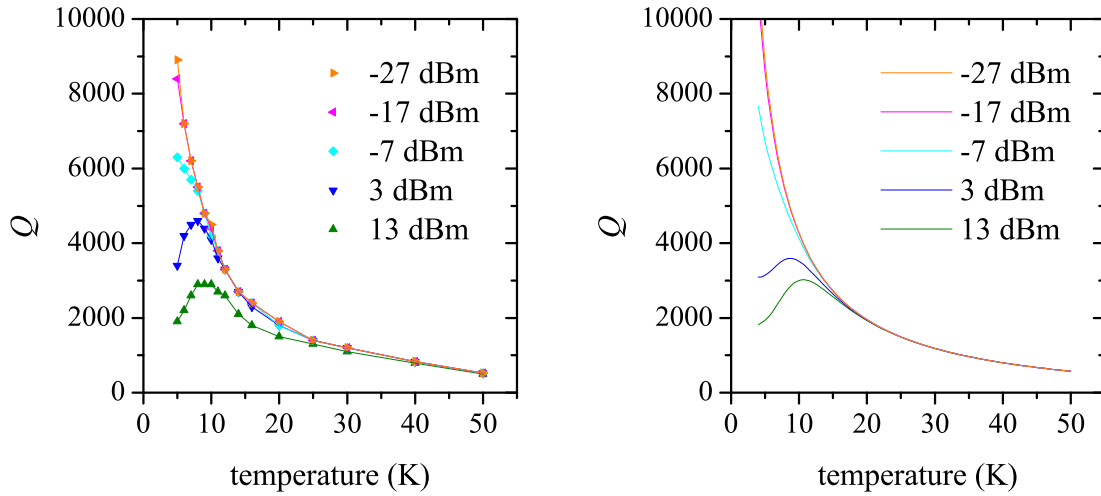 10000
8000
6000
4000
2000
0
Q
0 10 20 30 40 50
temperature (K)
-27 dBm
-17 dBm
-7 dBm
3 dBm
13 dBm
10000
8000
6000
4000
2000
0
Q
0 10 20 30 40 50
temperature (K)
-27 dBm
-17 dBm
-7 dBm
3 dBm
13 dBm